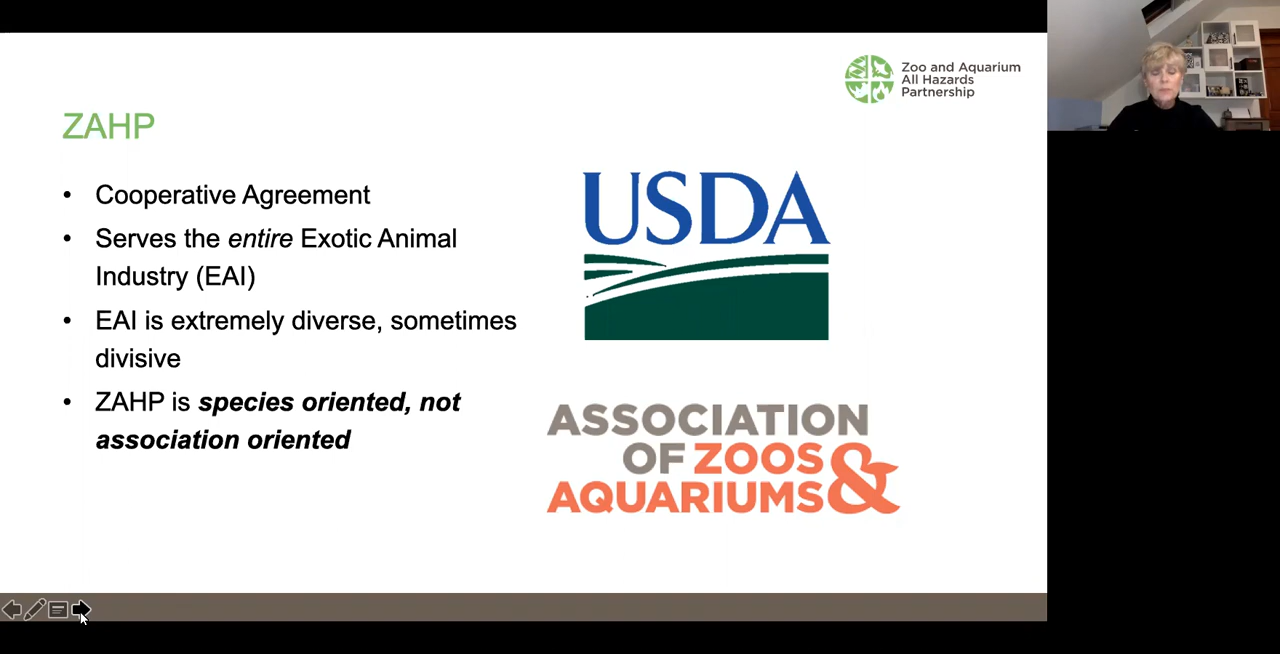 Zoo and Aquarium
All Hazards
Partnership
ZAHP
• Cooperative Agreement
• Serves the entire Exotic Animal
Industry (EAI)
• EAI is extremely diverse, sometimes
divisive
• ZAHP is species oriented, not
association oriented
USDA
ASSOCIATION
OF ZOOS &
AQUARIUMS